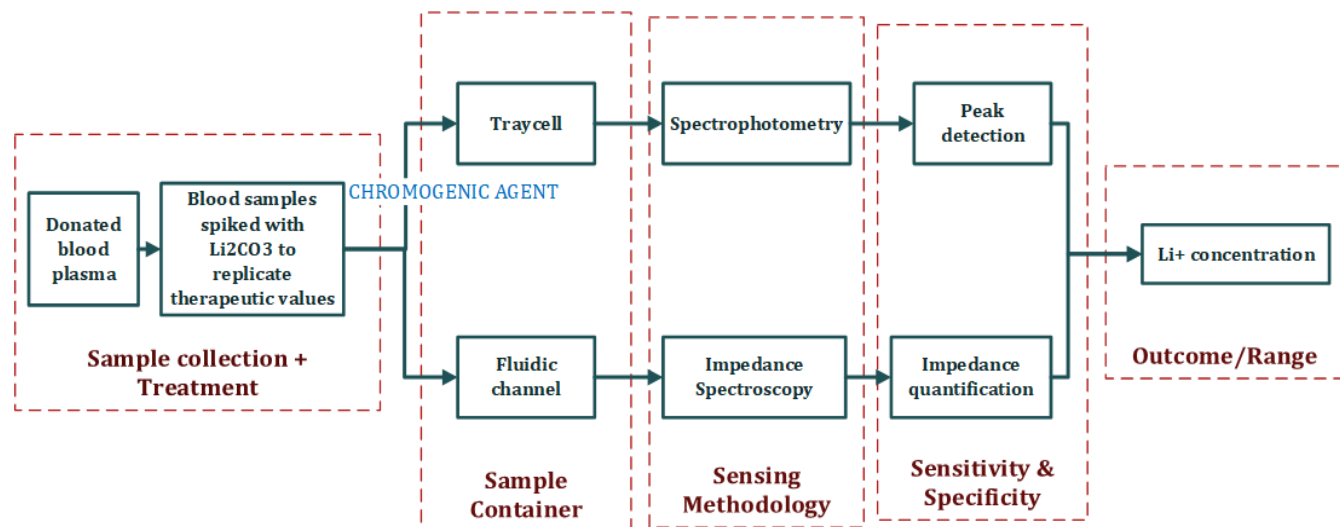 Donated
blood
plasma
Blood samples
spiked with
Li2CO3 to
replicate
therapeutic values
Sample collection +
Treatment
CHROMOGENIC AGENT
Traycell
Fluidic
channel
Sample
Container
Spectrophotometry
Impedance
Spectroscopy
Sensing
Methodology
Peak
detection
Impedance
quantification
Sensitivity &
Specificity
Li+ concentration
Outcome/Range